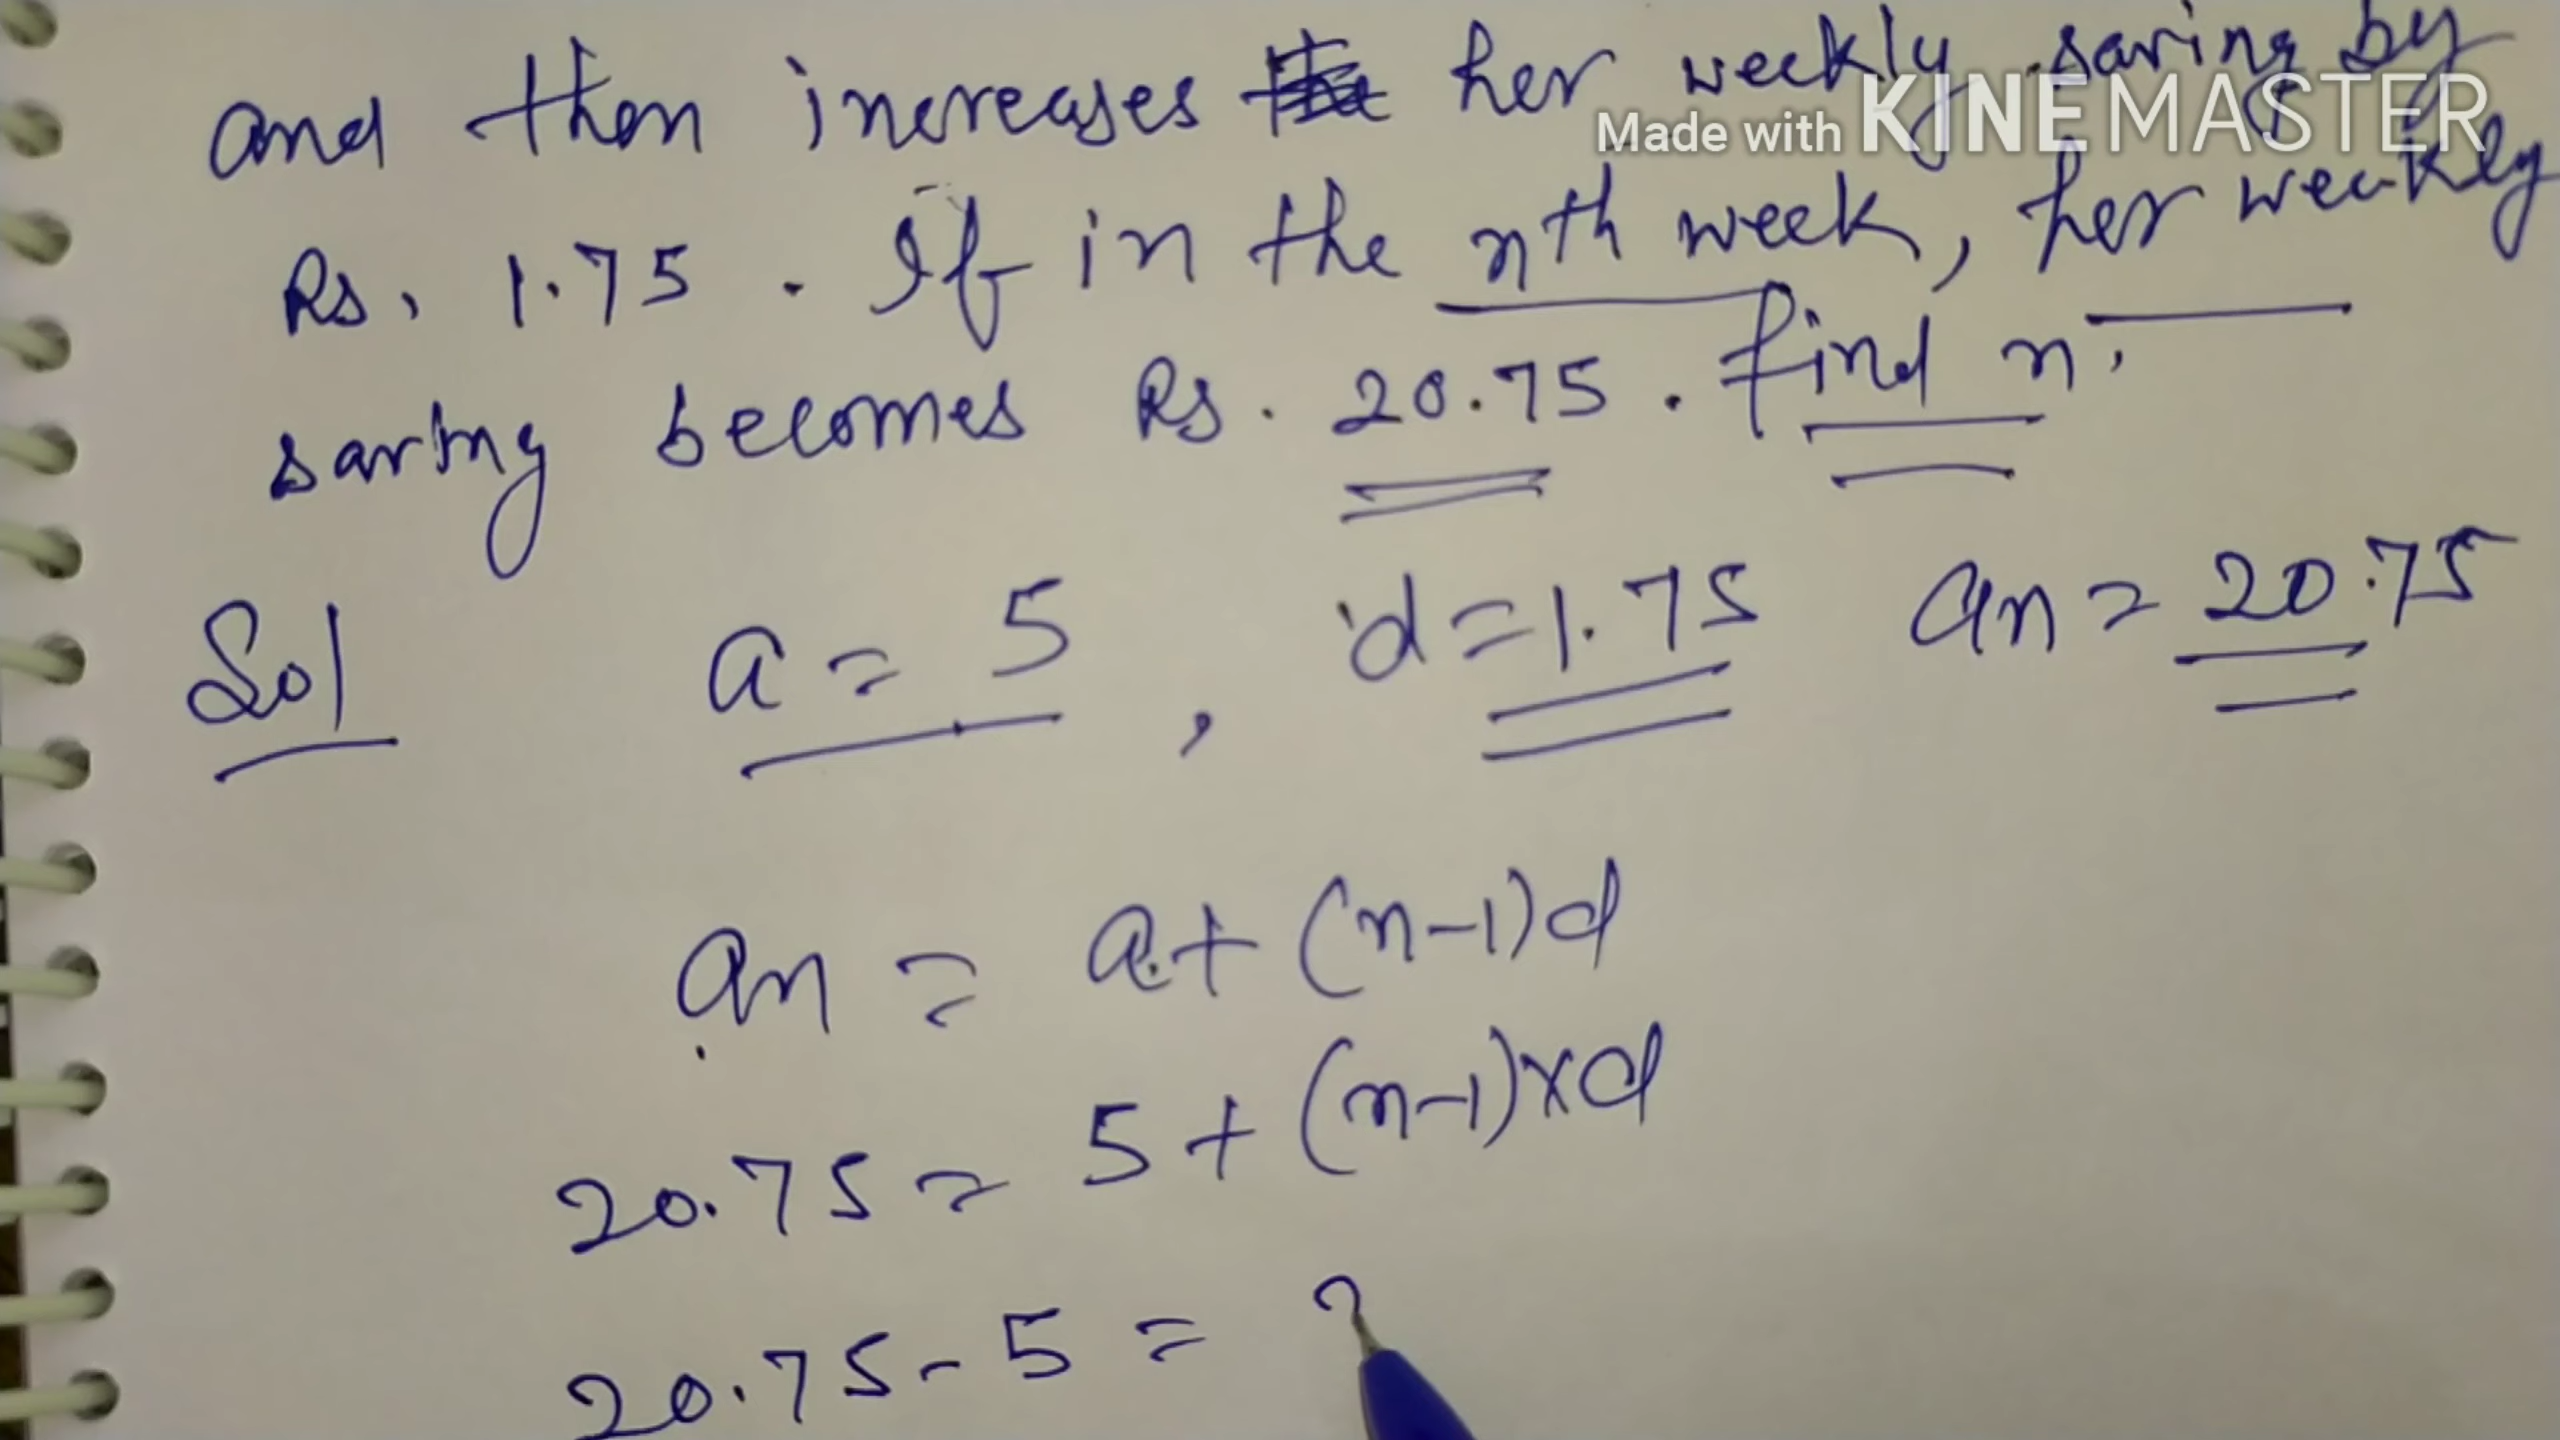 and then increases her weekly saving by
Made with KINEMASTER
Rs. 1.75 . If in the nth week, her weekly
saving becomes Rs. 20.75 . find n.
Sol a = 5 , d = 1.75 an = 20.75
an = a + (n-1)d
20.75 = 5 + (n-1)xd
20.75 - 5 =